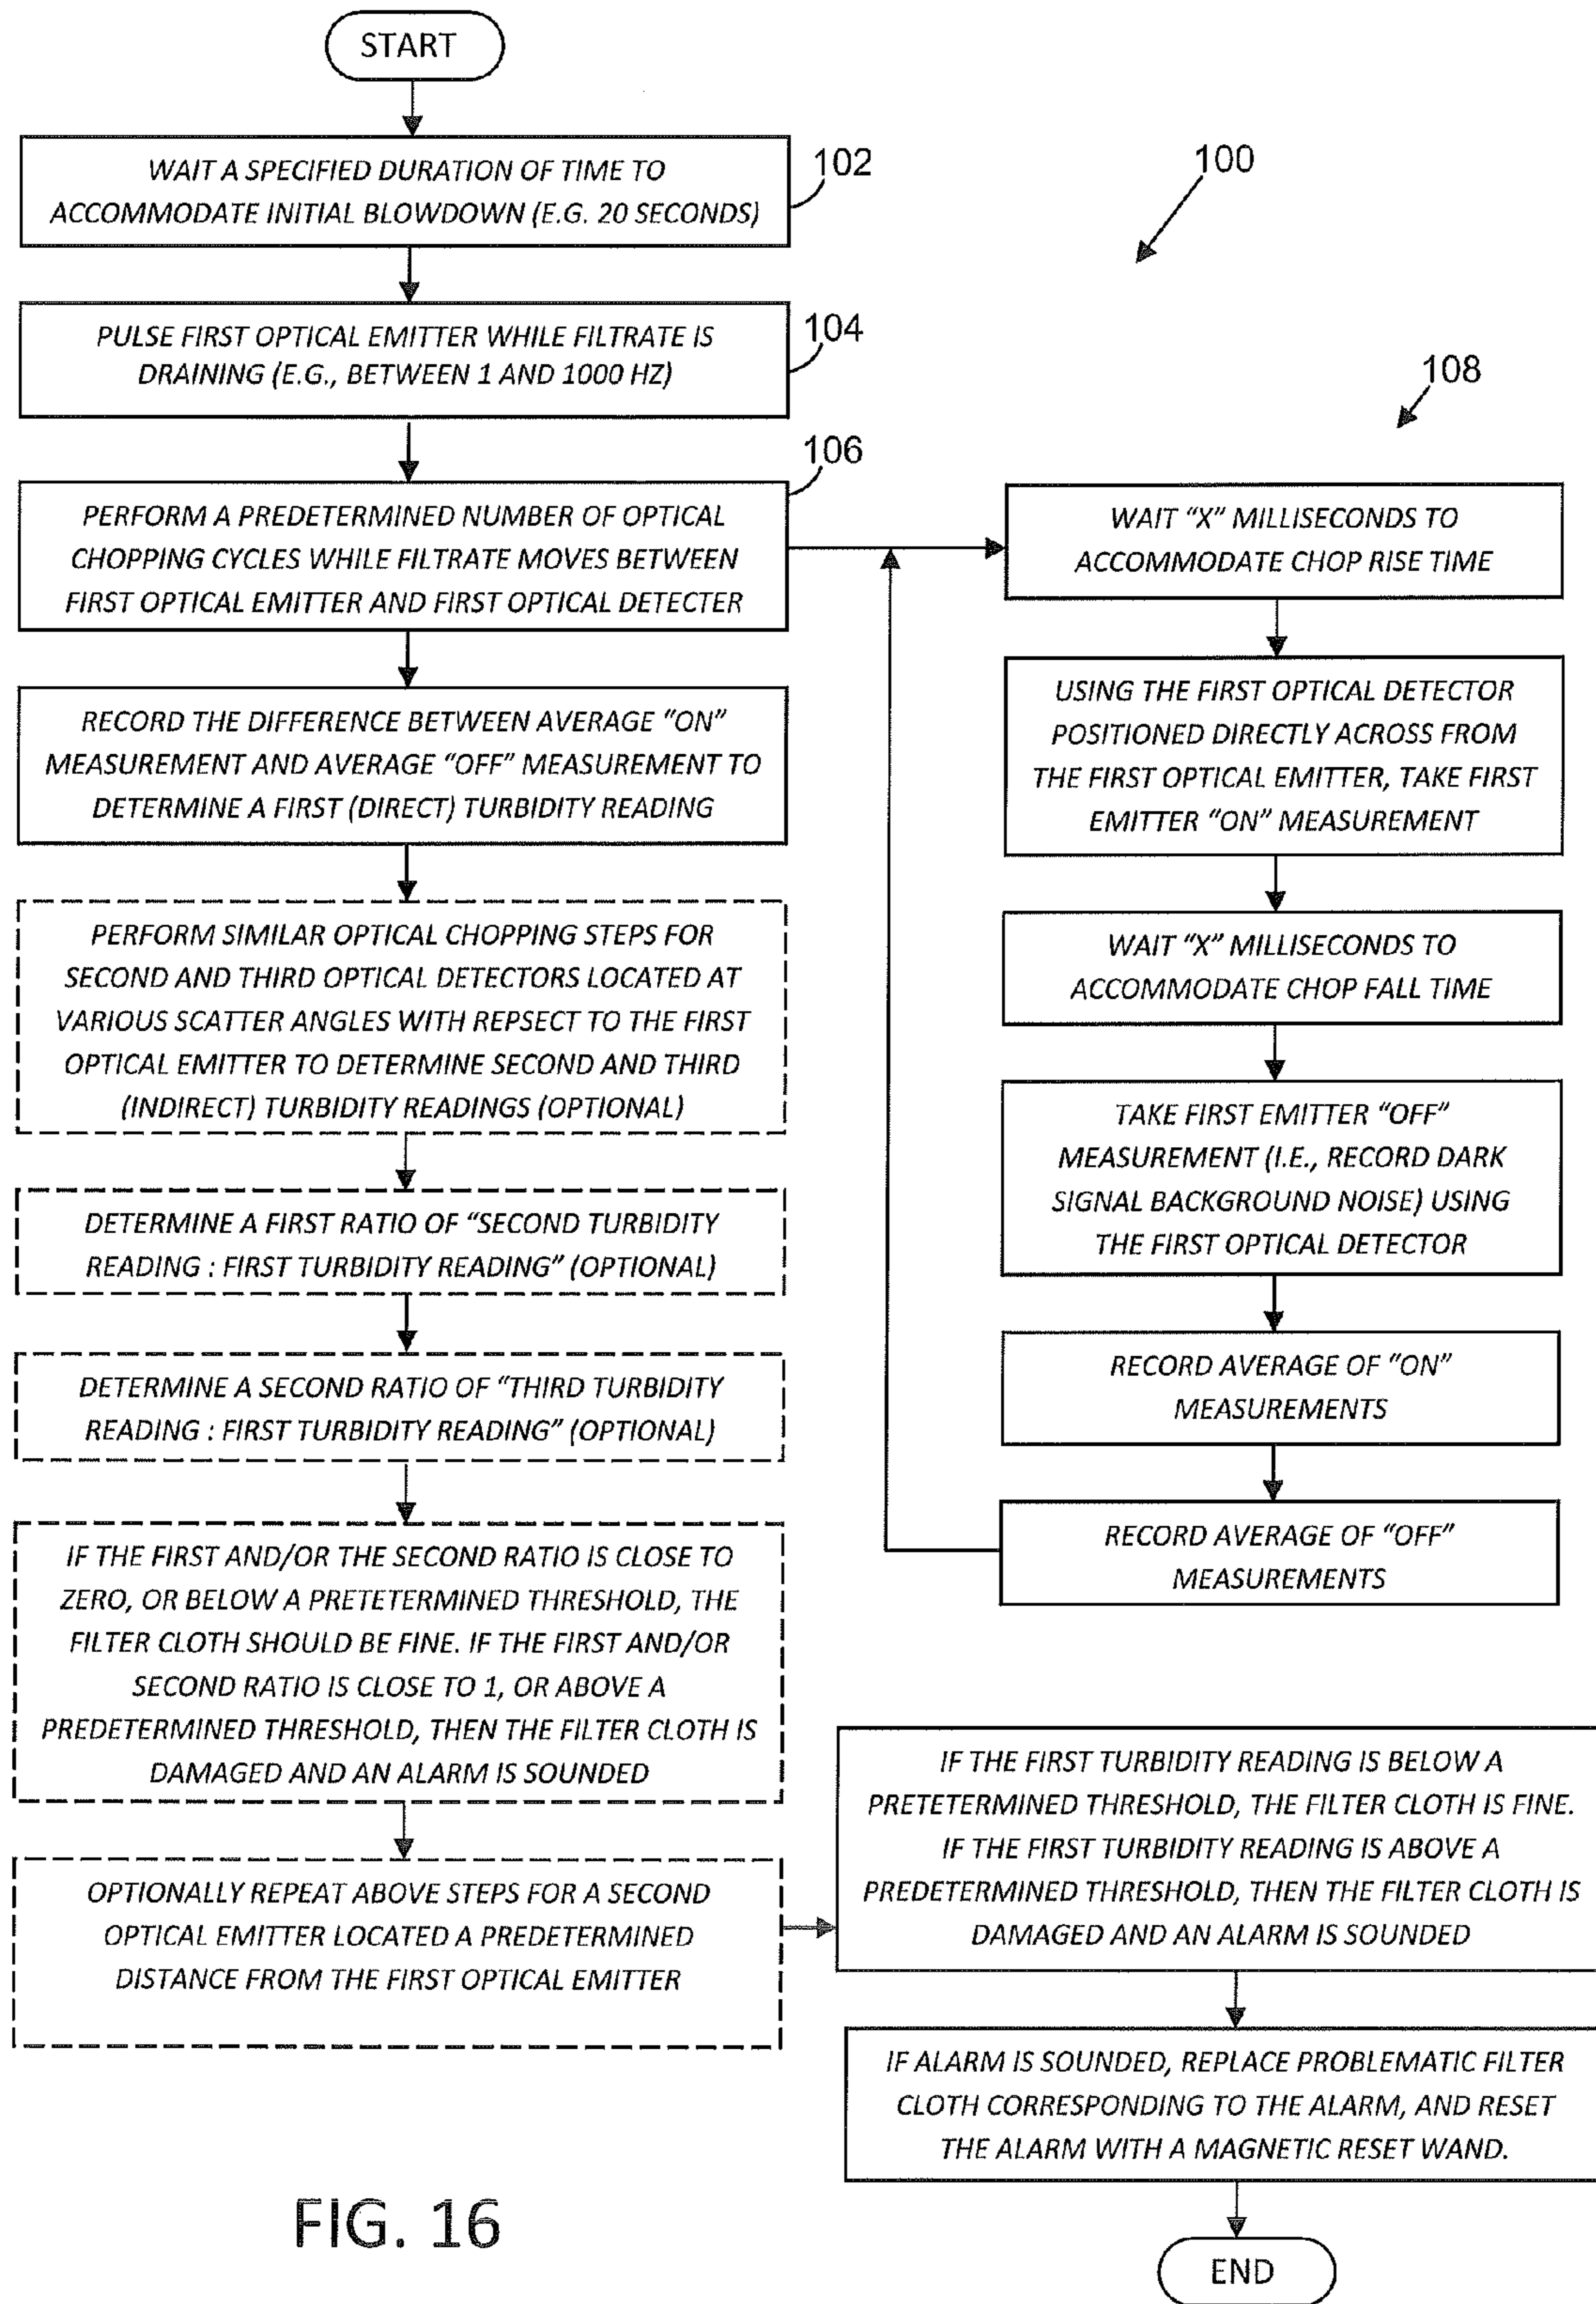 START
WAIT A SPECIFIED DURATION OF TIME TO
ACCOMMODATE INITIAL BLOWDOWN (E.G. 20 SECONDS)
102
100
PULSE FIRST OPTICAL EMITTER WHILE FILTRATE IS
DRAINING (E.G., BETWEEN 1 AND 1000 HZ)
104
108
PERFORM A PREDETERMINED NUMBER OF OPTICAL
CHOPPING CYCLES WHILE FILTRATE MOVES BETWEEN
FIRST OPTICAL EMITTER AND FIRST OPTICAL DETECTER
106
RECORD THE DIFFERENCE BETWEEN AVERAGE "ON"
MEASUREMENT AND AVERAGE "OFF" MEASUREMENT TO
DETERMINE A FIRST (DIRECT) TURBIDITY READING
PERFORM SIMILAR OPTICAL CHOPPING STEPS FOR
SECOND AND THIRD OPTICAL DETECTORS LOCATED AT
VARIOUS SCATTER ANGLES WITH REPSECT TO THE FIRST
OPTICAL EMITTER TO DETERMINE SECOND AND THIRD
(INDIRECT) TURBIDITY READINGS (OPTIONAL)
DETERMINE A FIRST RATIO OF "SECOND TURBIDITY
READING : FIRST TURBIDITY READING" (OPTIONAL)
DETERMINE A SECOND RATIO OF "THIRD TURBIDITY
READING : FIRST TURBIDITY READING" (OPTIONAL)
IF THE FIRST AND/OR THE SECOND RATIO IS CLOSE TO
ZERO, OR BELOW A PRETETERMINED THRESHOLD, THE
FILTER CLOTH SHOULD BE FINE. IF THE FIRST AND/OR
SECOND RATIO IS CLOSE TO 1, OR ABOVE A
PREDETERMINED THRESHOLD, THEN THE FILTER CLOTH IS
DAMAGED AND AN ALARM IS SOUNDED
OPTIONALLY REPEAT ABOVE STEPS FOR A SECOND
OPTICAL EMITTER LOCATED A PREDETERMINED
DISTANCE FROM THE FIRST OPTICAL EMITTER
WAIT "X" MILLISECONDS TO
ACCOMMODATE CHOP RISE TIME
USING THE FIRST OPTICAL DETECTOR
POSITIONED DIRECTLY ACROSS FROM
THE FIRST OPTICAL EMITTER, TAKE FIRST
EMITTER "ON" MEASUREMENT
WAIT "X" MILLISECONDS TO
ACCOMMODATE CHOP FALL TIME
TAKE FIRST EMITTER "OFF"
MEASUREMENT (I.E., RECORD DARK
SIGNAL BACKGROUND NOISE) USING
THE FIRST OPTICAL DETECTOR
RECORD AVERAGE OF "ON"
MEASUREMENTS
RECORD AVERAGE OF "OFF"
MEASUREMENTS
IF THE FIRST TURBIDITY READING IS BELOW A
PRETETERMINED THRESHOLD, THE FILTER CLOTH IS FINE.
IF THE FIRST TURBIDITY READING IS ABOVE A
PREDETERMINED THRESHOLD, THEN THE FILTER CLOTH IS
DAMAGED AND AN ALARM IS SOUNDED
IF ALARM IS SOUNDED, REPLACE PROBLEMATIC FILTER
CLOTH CORRESPONDING TO THE ALARM, AND RESET
THE ALARM WITH A MAGNETIC RESET WAND.
END
FIG. 16